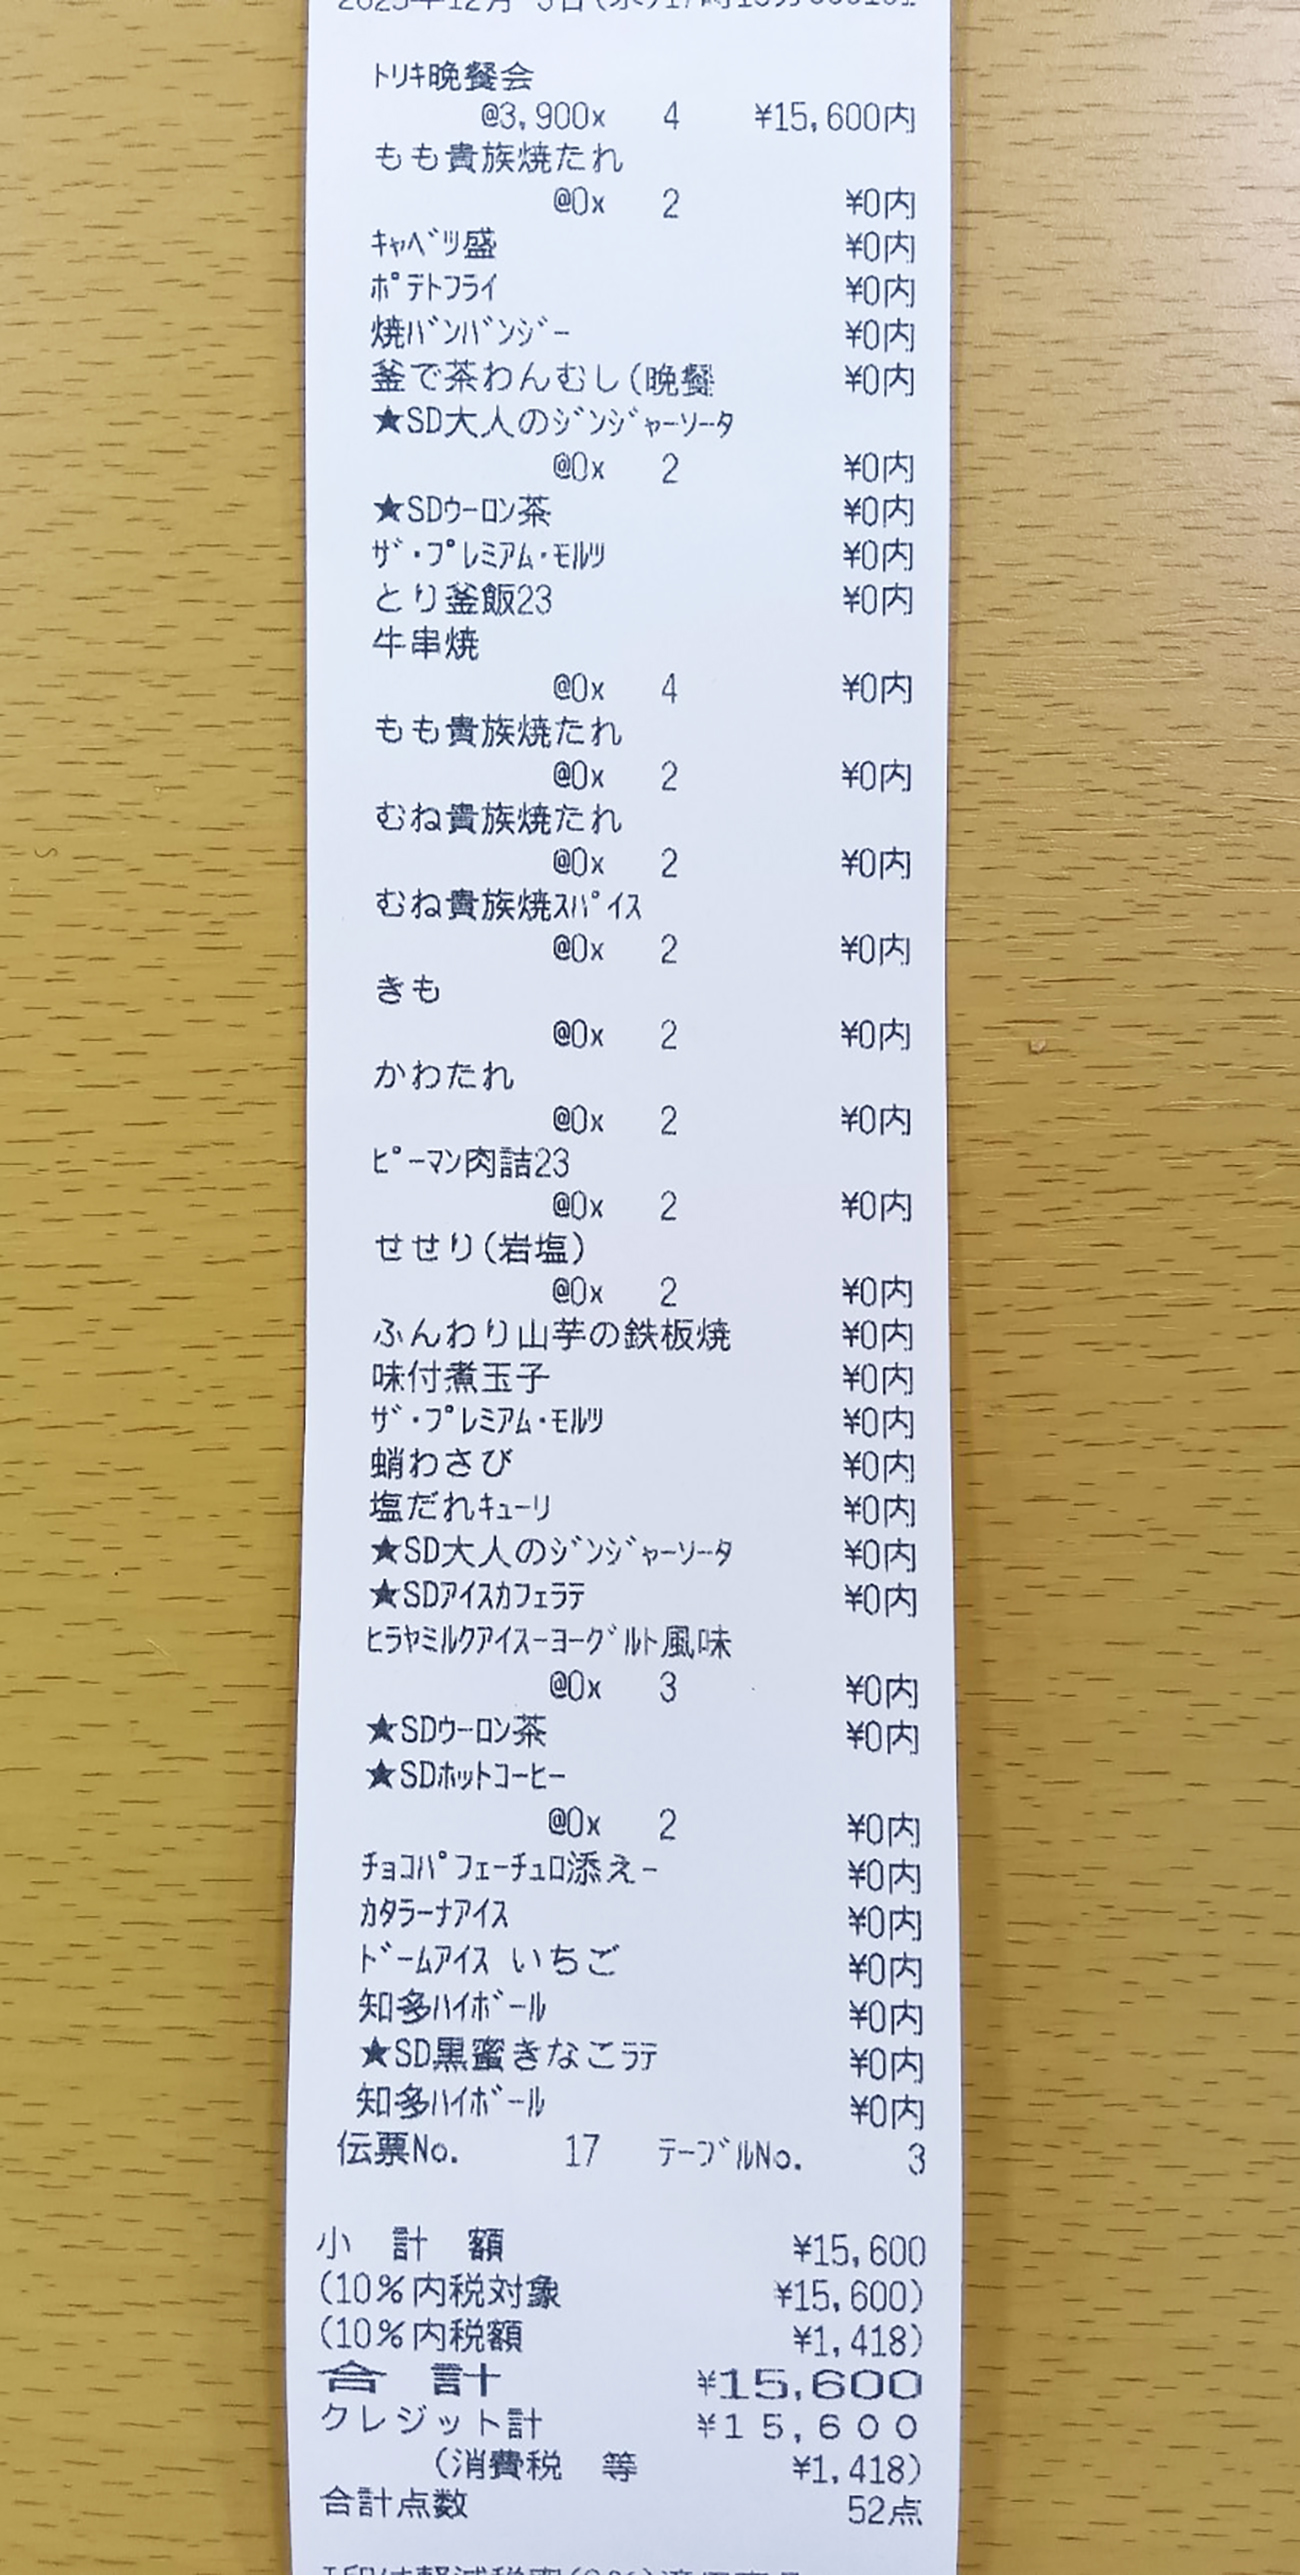 ﾄﾘｷ晩餐会
@3,900x 4 ¥15,600内
もも貴族焼たれ
@0x 2 ¥0内
ｷｬﾍﾞﾂ盛 ¥0内
ﾎﾟﾃﾄﾌﾗｲ ¥0内
焼ﾊﾞﾝﾊﾞﾝｼﾞｰ ¥0内
釜で茶わんむし(晩餐 ¥0内
★SD大人のｼﾞﾝｼﾞｬｰｿｰﾀ
@0x 2 ¥0内
★SDｳｰﾛﾝ茶 ¥0内
ｻﾞ･ﾌﾟﾚﾐｱﾑ･ﾓﾙﾂ ¥0内
とり釜飯23 ¥0内
牛串焼
@0x 4 ¥0内
もも貴族焼たれ
@0x 2 ¥0内
むね貴族焼たれ
@0x 2 ¥0内
むね貴族焼ｽﾊﾟｲｽ
@0x 2 ¥0内
きも
@0x 2 ¥0内
かわたれ
@0x 2 ¥0内
ﾋﾟｰﾏﾝ肉詰23
@0x 2 ¥0内
せせり(岩塩)
@0x 2 ¥0内
ふんわり山芋の鉄板焼 ¥0内
味付煮玉子 ¥0内
ｻﾞ･ﾌﾟﾚﾐｱﾑ･ﾓﾙﾂ ¥0内
蛸わさび ¥0内
塩だれｷｭｰﾘ ¥0内
★SD大人のｼﾞﾝｼﾞｬｰｿｰﾀ ¥0内
★SDｱｲｽｶﾌｪﾗﾃ ¥0内
ﾋﾗﾔﾐﾙｸｱｲｽｰﾖｰｸﾞﾙﾄ風味
@0x 3 ¥0内
★SDｳｰﾛﾝ茶 ¥0内
★SDﾎｯﾄｺｰﾋｰ
@0x 2 ¥0内
ﾁｮｺﾊﾟﾌｪｰﾁｭﾛ添えｰ ¥0内
ｶﾀﾗｰﾅｱｲｽ ¥0内
ﾄﾞｰﾑｱｲｽ いちご ¥0内
知多ﾊｲﾎﾞｰﾙ ¥0内
★SD黒蜜きなこﾗﾃ ¥0内
知多ﾊｲﾎﾞｰﾙ ¥0内
伝票No. 17 ﾃｰﾌﾞﾙNo. 3
小 計 額 ¥15,600
(10%内税対象 ¥15,600)
(10%内税額 ¥1,418)
合 計 ¥15,600
クレジット計 ¥15,600
(消費税 等 ¥1,418)
合計点数 52点